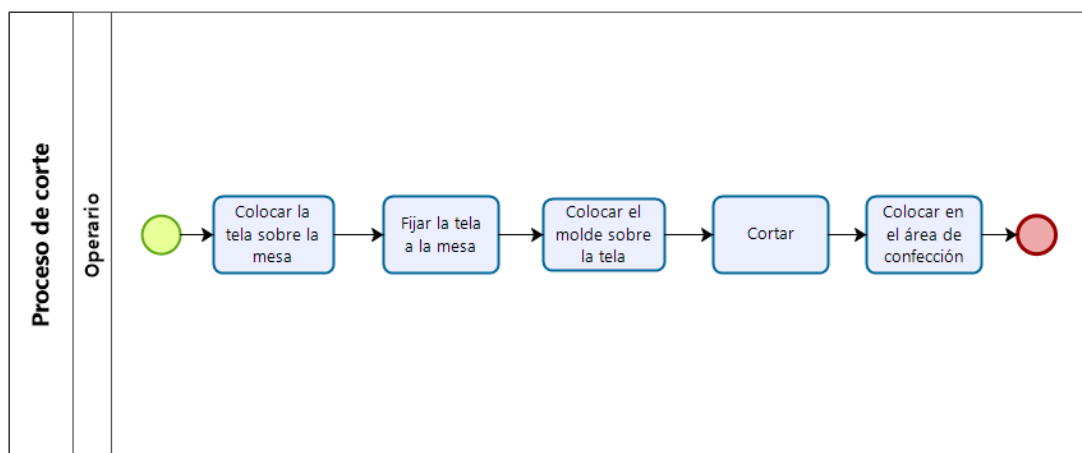 Proceso de corte
Operario
Colocar la
tela sobre la
mesa
Fijar la tela
a la mesa
Colocar el
molde sobre
la tela
Cortar
Colocar en
el área de
confección